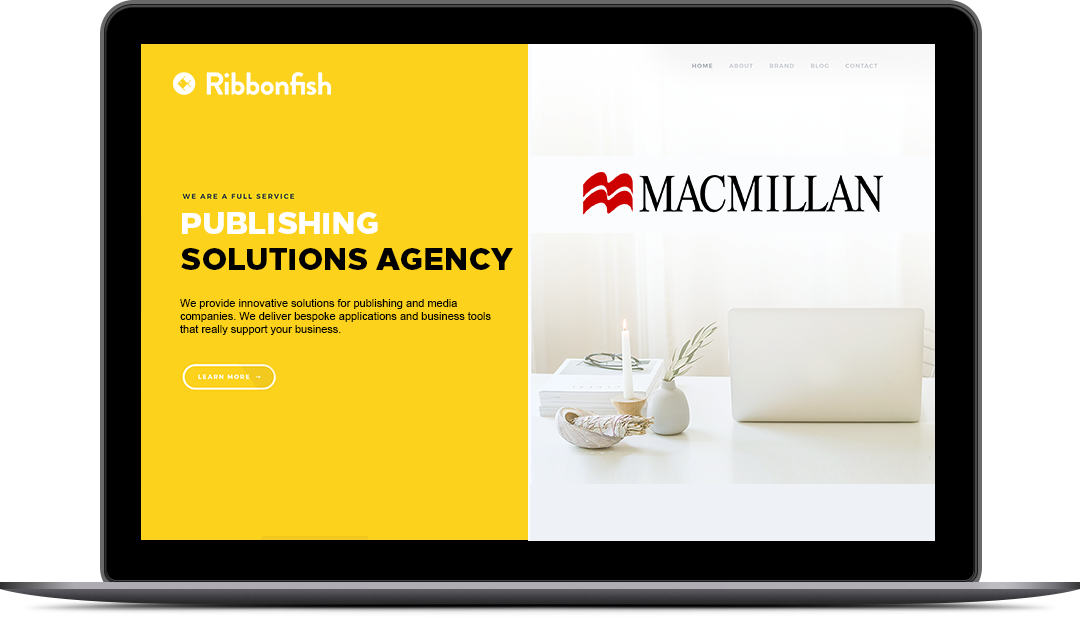 Ribbonfish
HOME ABOUT BRAND BLOG CONTACT
MACMILLAN
WE ARE A FULL SERVICE
PUBLISHING
SOLUTIONS AGENCY
We provide innovative solutions for publishing and media
companies. We deliver bespoke applications and business tools
that really support your business.
LEARN MORE →